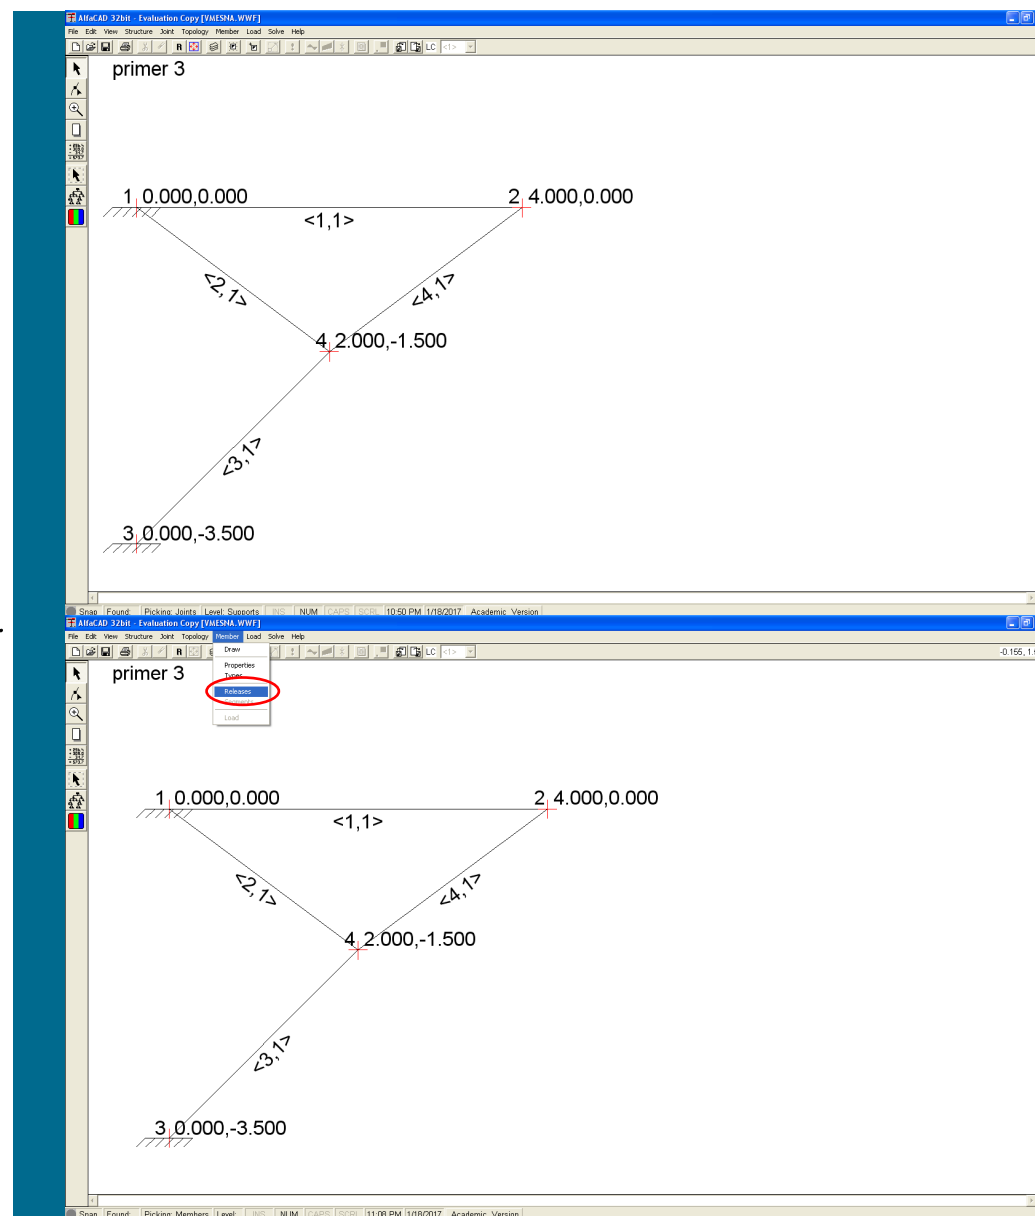 AlfaCAD 32bit - Evaluation Copy [VMESNA.WWF]
File Edit View Structure Joint Topology Member Load Solve Help
R LC <1>
primer 3
1 0.000,0.000
2 4.000,0.000
<1,1>
<2,1>
<4,1>
4 2.000,-1.500
<3,1>
3 0.000,-3.500
Snap Found: Picking: Joints Level: Supports INS NUM CAPS SCRL 10:50 PM 1/18/2017 Academic Version
AlfaCAD 32bit - Evaluation Copy [VMESNA.WWF]
File Edit View Structure Joint Topology Member Load Solve Help
R LC <1>
Draw
Properties
Types
Releases
Load
primer 3
1 0.000,0.000
2 4.000,0.000
<1,1>
<2,1>
<4,1>
4 2.000,-1.500
<3,1>
3 0.000,-3.500
Snap Found: Picking: Members Level: INS NUM CAPS SCRL 11:08 PM 1/18/2017 Academic Version